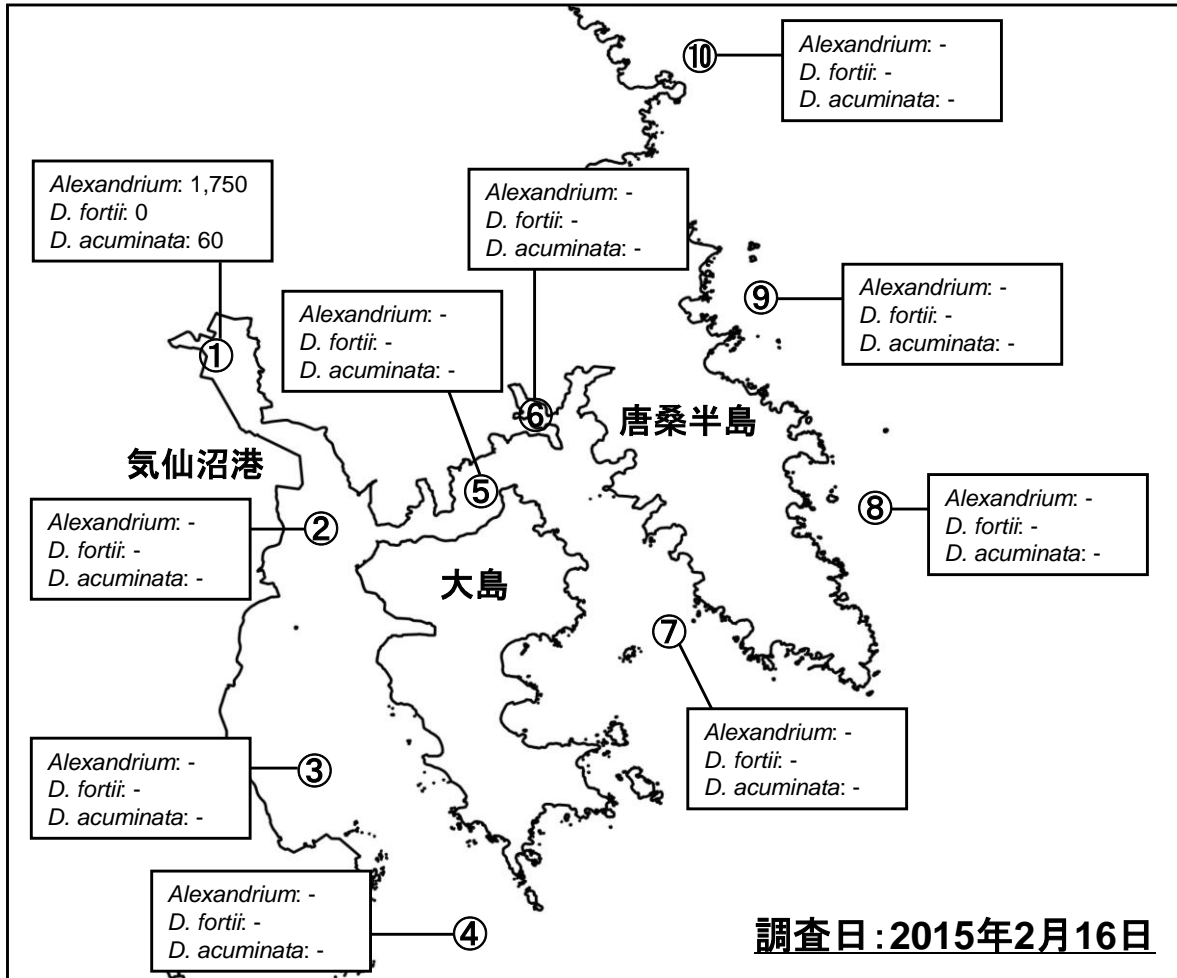 ⑩
Alexandrium: -
D. fortii: -
D. acuminata: -
Alexandrium: 1,750
D. fortii: 0
D. acuminata: 60
①
Alexandrium: -
D. fortii: -
D. acuminata: -
⑥
Alexandrium: -
D. fortii: -
D. acuminata: -
⑨
Alexandrium: -
D. fortii: -
D. acuminata: -
⑤
唐桑半島
気仙沼港
Alexandrium: -
D. fortii: -
D. acuminata: -
②
⑧
Alexandrium: -
D. fortii: -
D. acuminata: -
大島
⑦
Alexandrium: -
D. fortii: -
D. acuminata: -
Alexandrium: -
D. fortii: -
D. acuminata: -
③
Alexandrium: -
D. fortii: -
D. acuminata: -
④
調査日:2015年2月16日